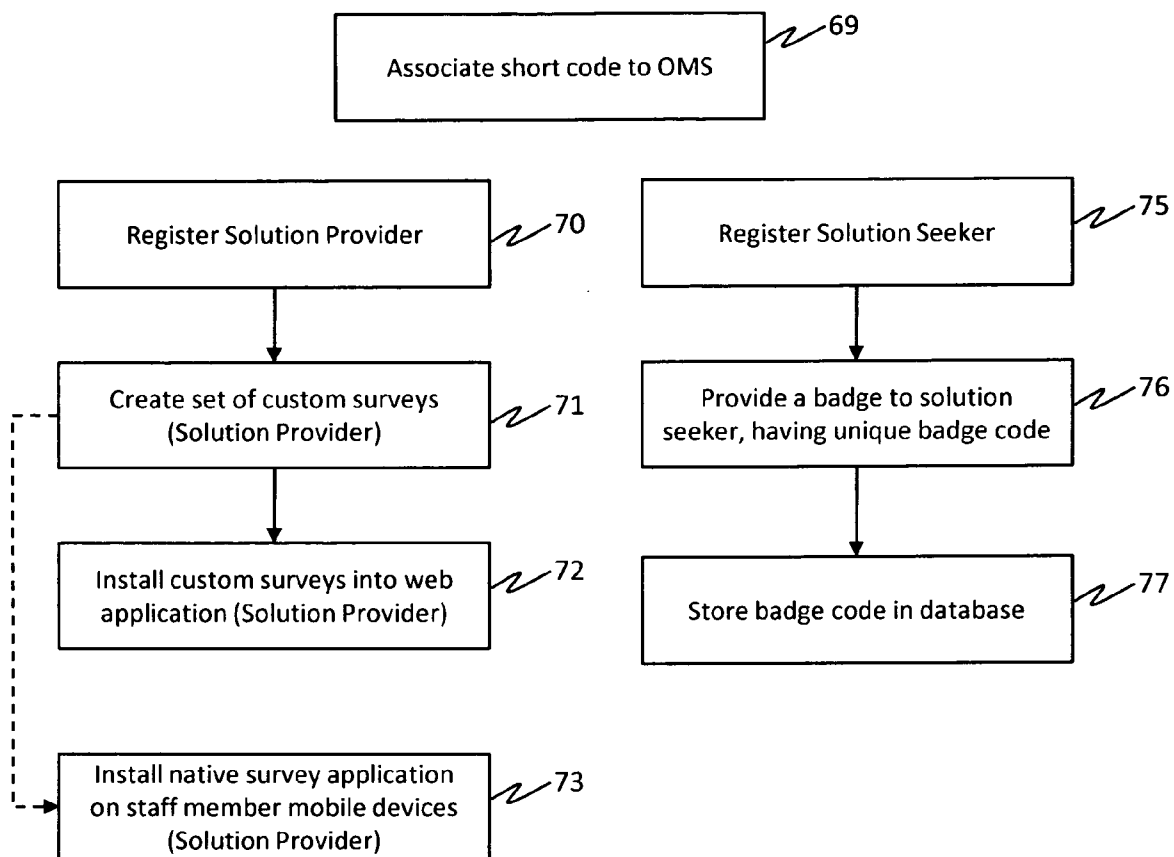 69
Associate short code to OMS
Register Solution Provider
70
Register Solution Seeker
75
Create set of custom surveys
(Solution Provider)
71
Provide a badge to solution
seeker, having unique badge code
76
Install custom surveys into web
application (Solution Provider)
72
Store badge code in database
77
Install native survey application
on staff member mobile devices
(Solution Provider)
73